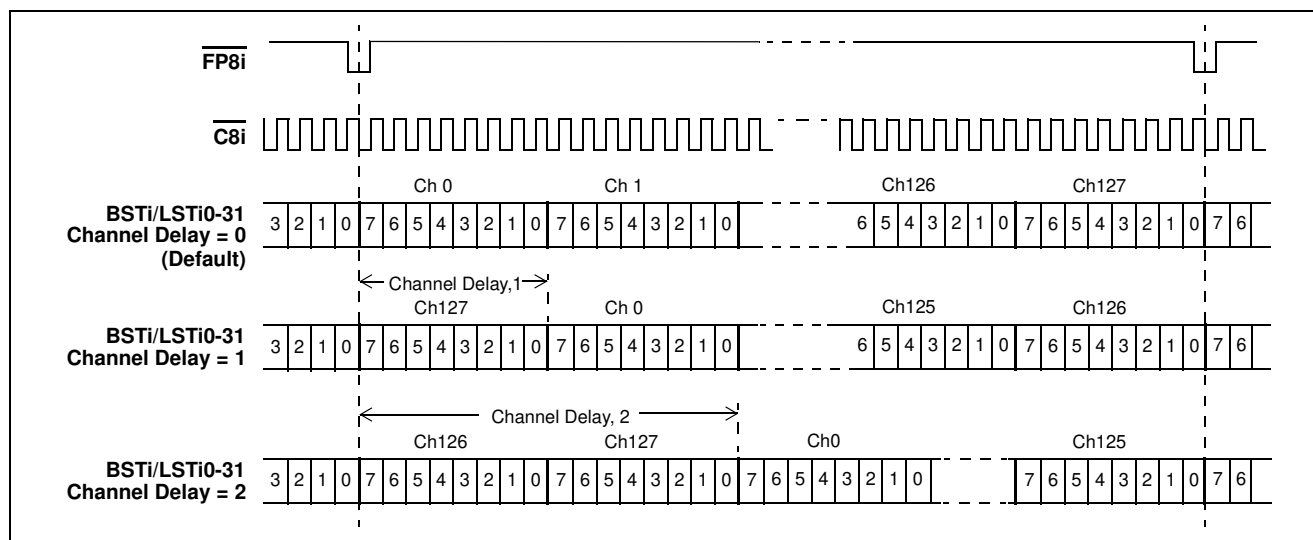 FP8i
C8i
Ch 0 Ch 1 Ch126 Ch127
BSTi/LSTi0-31
Channel Delay = 0
(Default)
3 2 1 0 7 6 5 4 3 2 1 0 7 6 5 4 3 2 1 0 6 5 4 3 2 1 0 7 6 5 4 3 2 1 0 7 6
Channel Delay,1
Ch127 Ch 0 Ch125 Ch126
BSTi/LSTi0-31
Channel Delay = 1
3 2 1 0 7 6 5 4 3 2 1 0 7 6 5 4 3 2 1 0 6 5 4 3 2 1 0 7 6 5 4 3 2 1 0 7 6
Channel Delay, 2
Ch126 Ch127 Ch0 Ch125
BSTi/LSTi0-31
Channel Delay = 2
3 2 1 0 7 6 5 4 3 2 1 0 7 6 5 4 3 2 1 0 7 6 5 4 3 2 1 0 7 6 5 4 3 2 1 0 7 6